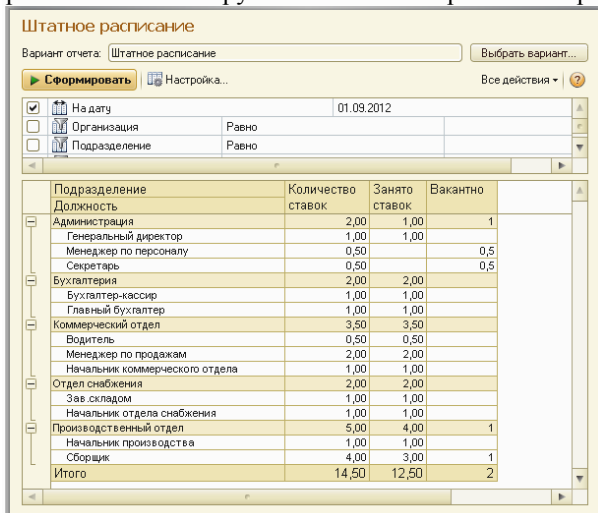 Штатное расписание
Вариант отчета: Штатное расписание Выбрать вариант...
Сформировать Настройка... Все действия
На дату 01.09.2012
Организация Равно
Подразделение Равно
Подразделение Количество ставок Занято ставок Вакантно
Должность
Администрация 2,00 1,00 1
Генеральный директор 1,00 1,00
Менеджер по персоналу 0,50 0,5
Секретарь 0,50 0,5
Бухгалтерия 2,00 2,00
Бухгалтер-кассир 1,00 1,00
Главный бухгалтер 1,00 1,00
Коммерческий отдел 3,50 3,50
Водитель 0,50 0,50
Менеджер по продажам 2,00 2,00
Начальник коммерческого отдела 1,00 1,00
Отдел снабжения 2,00 2,00
Зав.складом 1,00 1,00
Начальник отдела снабжения 1,00 1,00
Производственный отдел 5,00 4,00 1
Начальник производства 1,00 1,00
Сборщик 4,00 3,00 1
Итого 14,50 12,50 2